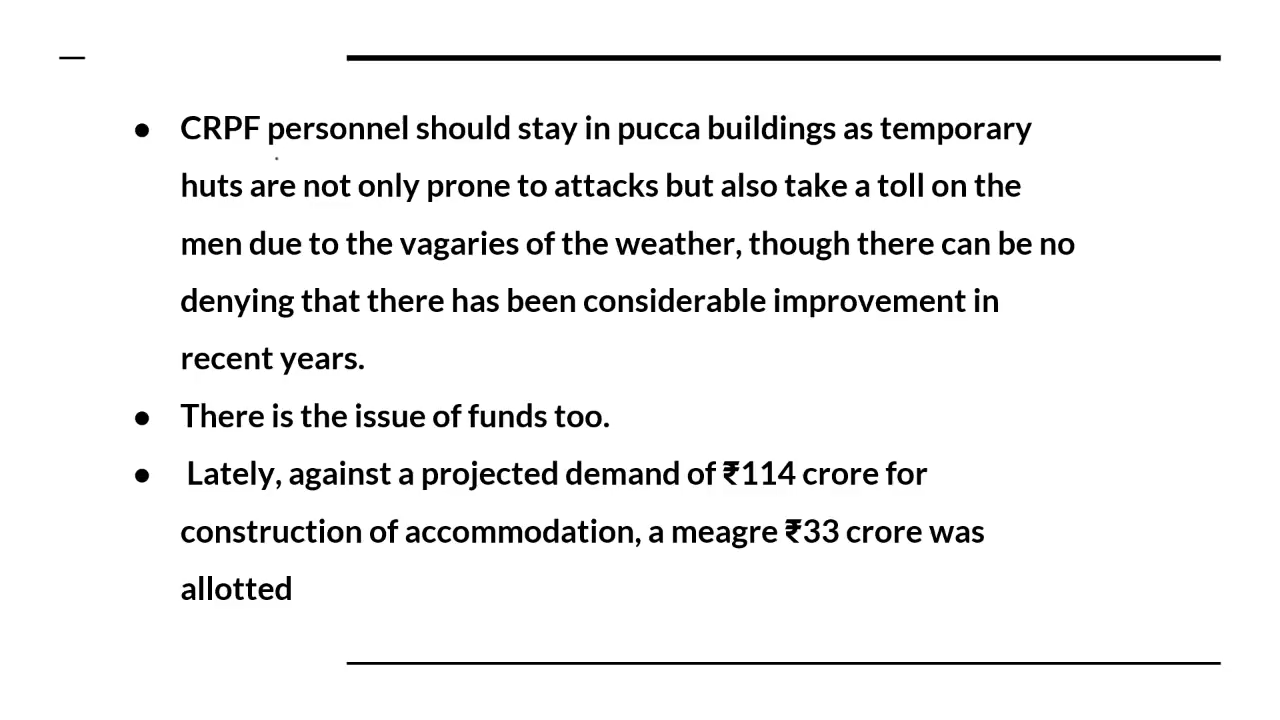 ● CRPF personnel should stay in pucca buildings as temporary
huts are not only prone to attacks but also take a toll on the
men due to the vagaries of the weather, though there can be no
denying that there has been considerable improvement in
recent years.
● There is the issue of funds too.
● Lately, against a projected demand of ₹114 crore for
construction of accommodation, a meagre ₹33 crore was
allotted